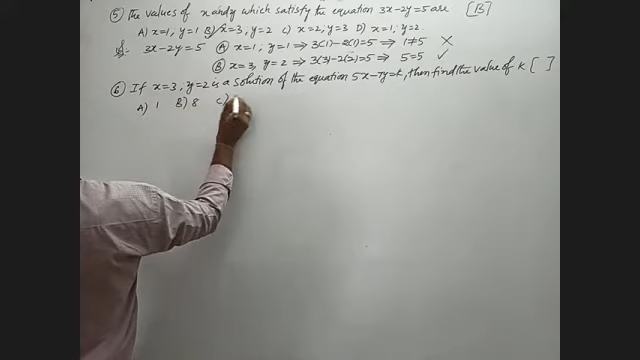 ⑤ The values of x and y which satisfy the equation 3x-2y=5 are [B]
A) x=1, y=1 B) x=3, y=2 C) x=2; y=3 D) x=1; y=2
Sol:- 3x-2y=5 Ⓐ x=1; y=1 ⇒ 3(1)-2(1)=5 ⇒ 1≠5 ✗
Ⓑ x=3, y=2 ⇒ 3(3)-2(2)=5 ⇒ 5=5 ✓
⑥ If x=3, y=2 is a solution of the equation 5x-7y=k, then find the value of k [ ]
A) 1 B) 8 C)